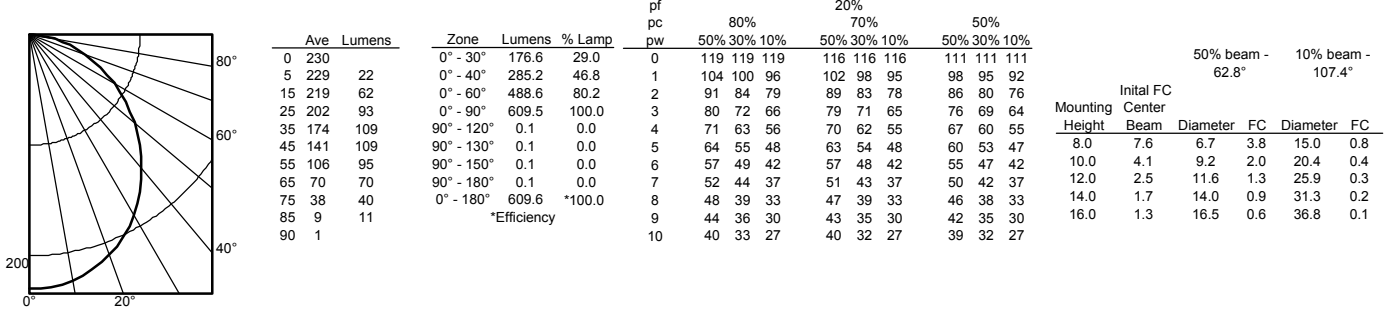 80°
60°
40°
200
0° 20°
Ave Lumens
0 230
5 229 22
15 219 62
25 202 93
35 174 109
45 141 109
55 106 95
65 70 70
75 38 40
85 9 11
90 1
Zone Lumens % Lamp
0° - 30° 176.6 29.0
0° - 40° 285.2 46.8
0° - 60° 488.6 80.2
0° - 90° 609.5 100.0
90° - 120° 0.1 0.0
90° - 130° 0.1 0.0
90° - 150° 0.1 0.0
90° - 180° 0.1 0.0
0° - 180° 609.6 *100.0
*Efficiency
pf 20%
pc 80% 70% 50%
pw 50% 30% 10% 50% 30% 10% 50% 30% 10%
0 119 119 119 116 116 116 111 111 111
1 104 100 96 102 98 95 98 95 92
2 91 84 79 89 83 78 86 80 76
3 80 72 66 79 71 65 76 69 64
4 71 63 56 70 62 55 67 60 55
5 64 55 48 63 54 48 60 53 47
6 57 49 42 57 48 42 55 47 42
7 52 44 37 51 43 37 50 42 37
8 48 39 33 47 39 33 46 38 33
9 44 36 30 43 35 30 42 35 30
10 40 33 27 40 32 27 39 32 27
50% beam - 10% beam -
62.8° 107.4°
Inital FC
Mounting Center
Height Beam Diameter FC Diameter FC
8.0 7.6 6.7 3.8 15.0 0.8
10.0 4.1 9.2 2.0 20.4 0.4
12.0 2.5 11.6 1.3 25.9 0.3
14.0 1.7 14.0 0.9 31.3 0.2
16.0 1.3 16.5 0.6 36.8 0.1